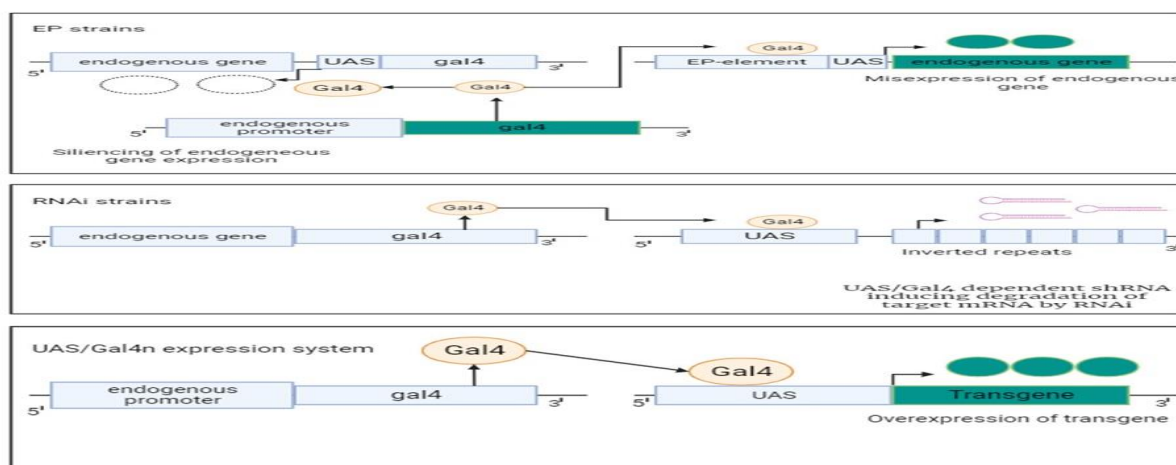 EP strains
endogenous gene
UAS
gal4
5'
3'
Gal4
Gal4
endogenous
promoter
gal4
5'
3'
Siliencing of endogeneous
gene expression
Gal4
EP-element
UAS
endogenous gene
5'
Misexpression of endogenous
gene
RNAi strains
Gal4
endogenous gene
gal4
5'
3'
Gal4
UAS
5'
3'
Inverted repeats
UAS/Gal4 dependent shRNA
inducing degradation of
target mRNA by RNAi
UAS/Gal4n expression system
Gal4
endogenous
promoter
gal4
5'
3'
Gal4
UAS
Transgene
5'
3'
Overexpression of transgene